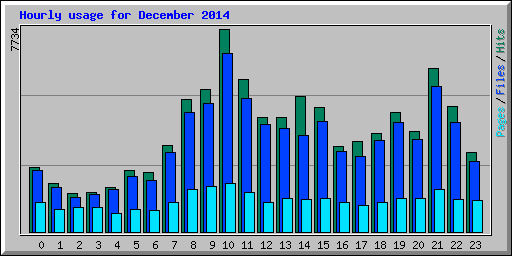 Hourly usage for December 2014
7734
Pages/Files/Hits
0 1 2 3 4 5 6 7 8 9 10 11 12 13 14 15 16 17 18 19 20 21 22 23